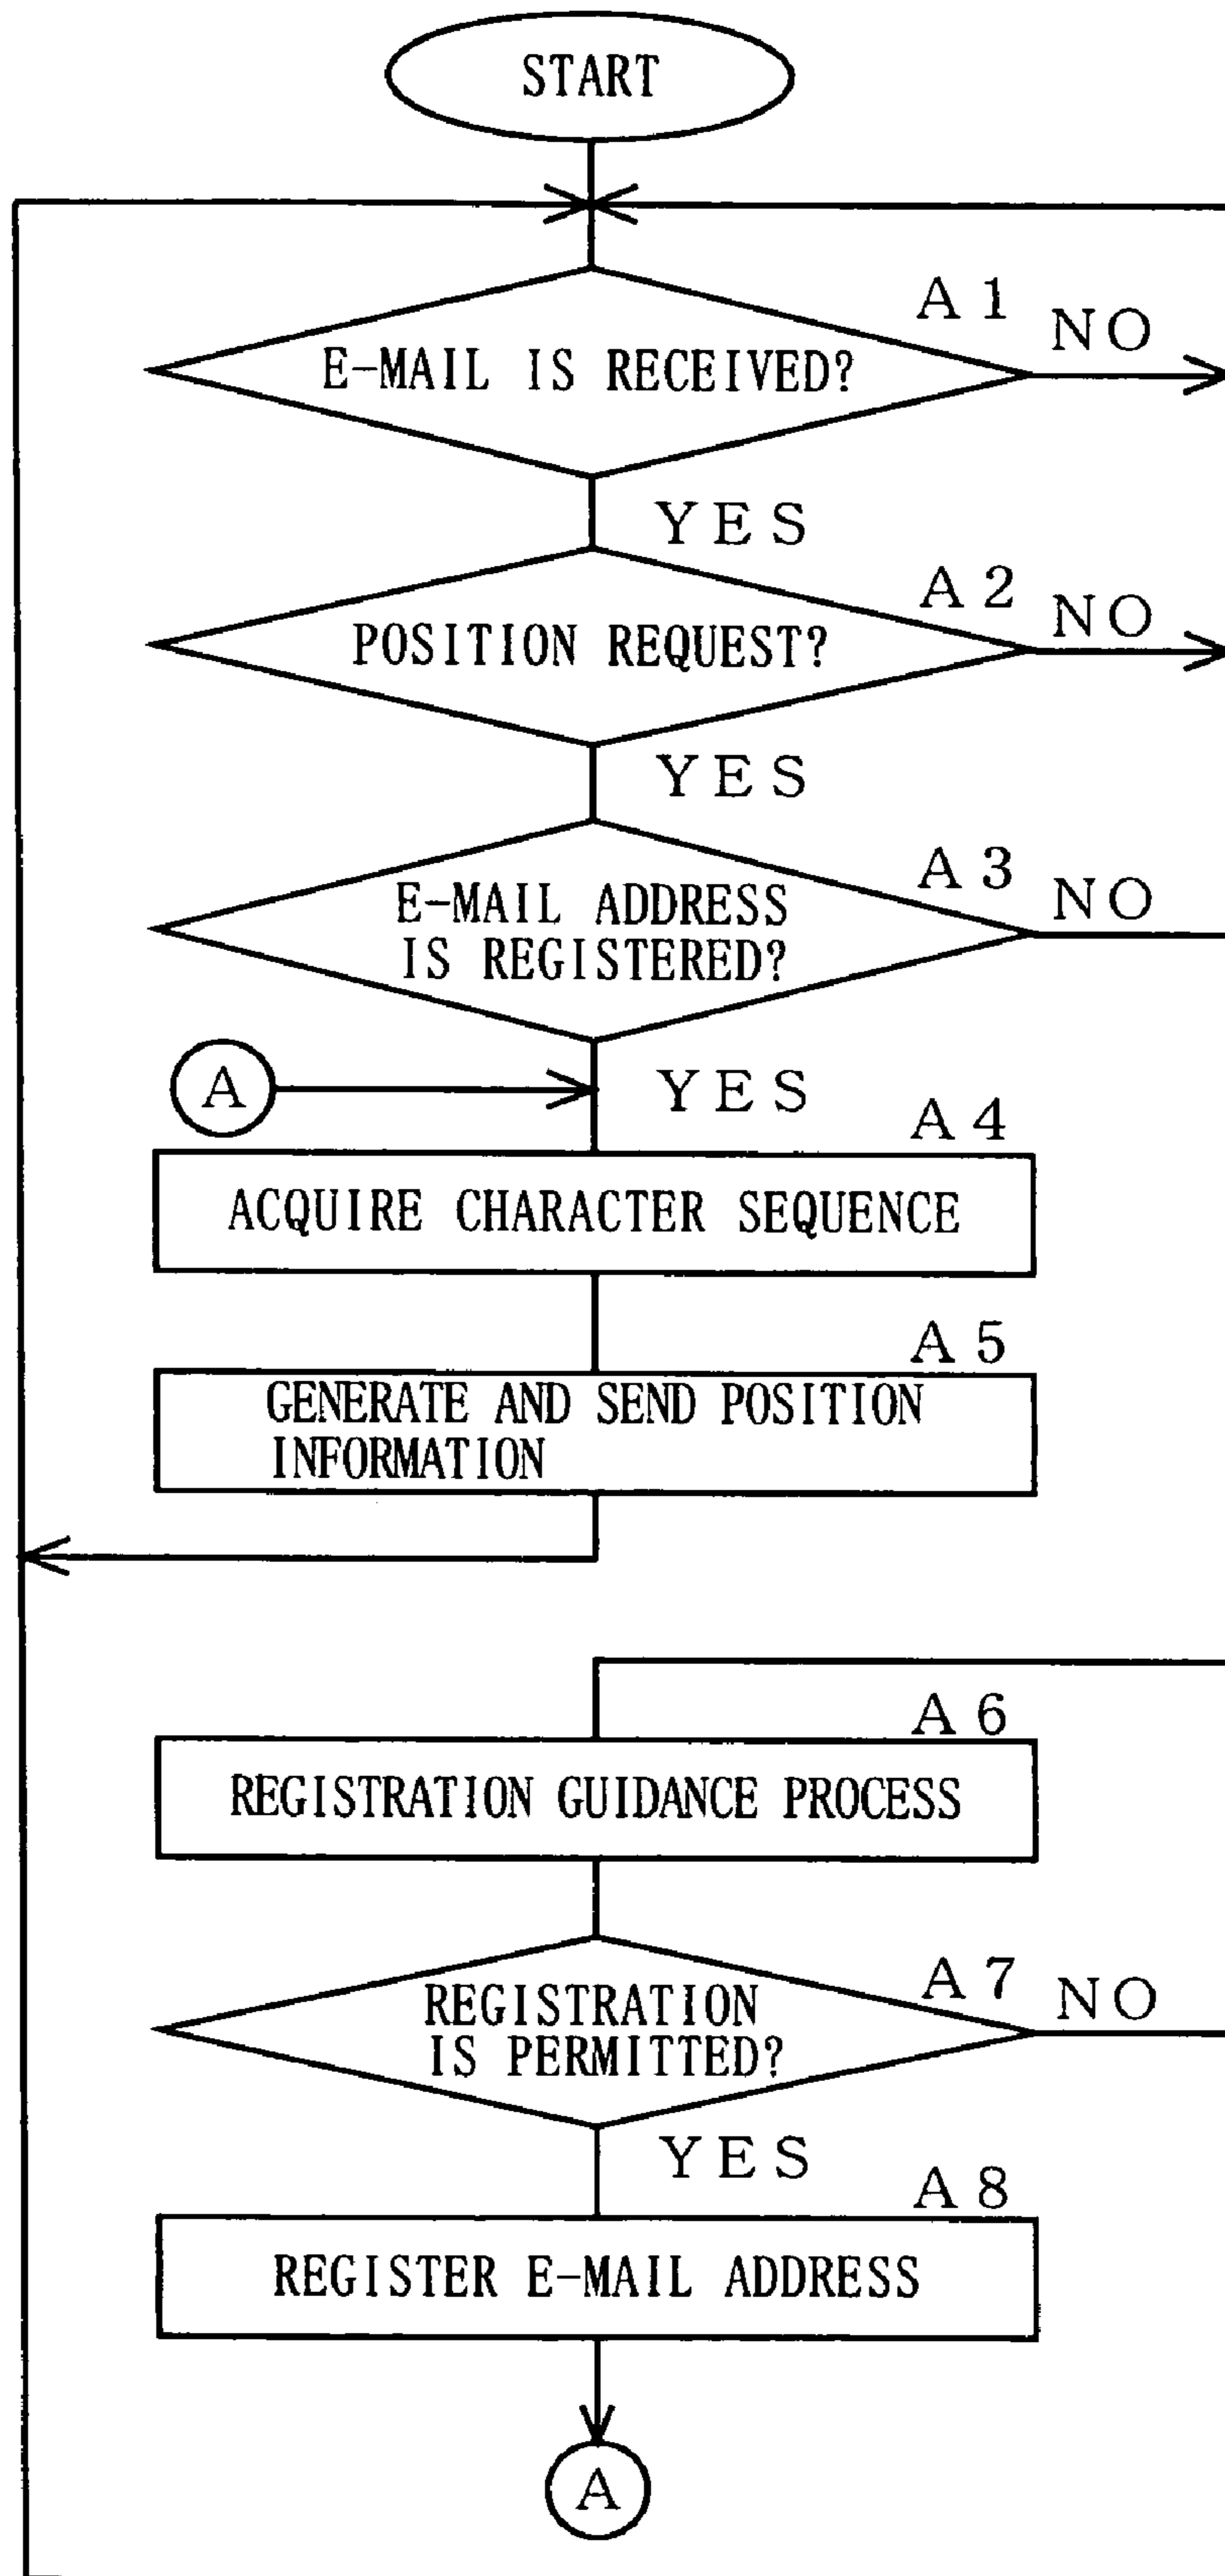 START
A1
NO
E-MAIL IS RECEIVED?
YES
A2
NO
POSITION REQUEST?
YES
A3
NO
E-MAIL ADDRESS
IS REGISTERED?
A
YES
A4
ACQUIRE CHARACTER SEQUENCE
A5
GENERATE AND SEND POSITION
INFORMATION
A6
REGISTRATION GUIDANCE PROCESS
A7
NO
REGISTRATION
IS PERMITTED?
YES
A8
REGISTER E-MAIL ADDRESS
A